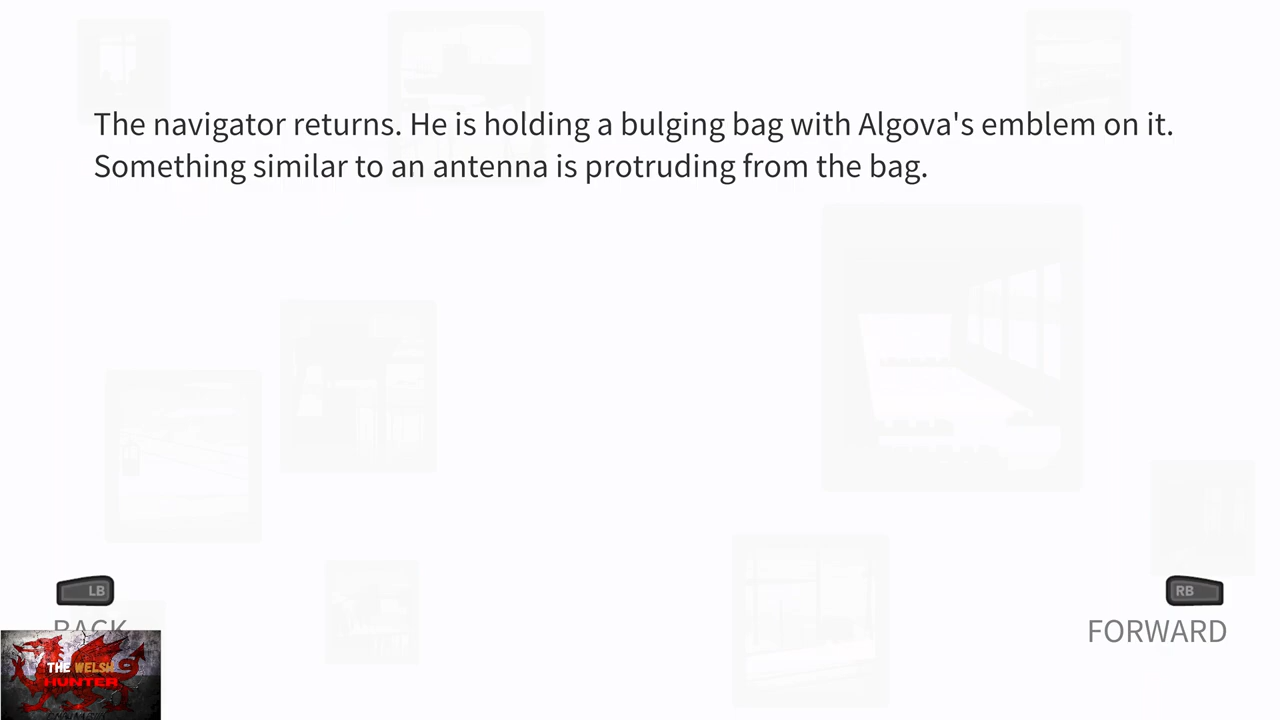 The navigator returns. He is holding a bulging bag with Algova's emblem on it.
Something similar to an antenna is protruding from the bag.
LB
RB
BACK
FORWARD
THE WELSH
HUNTER